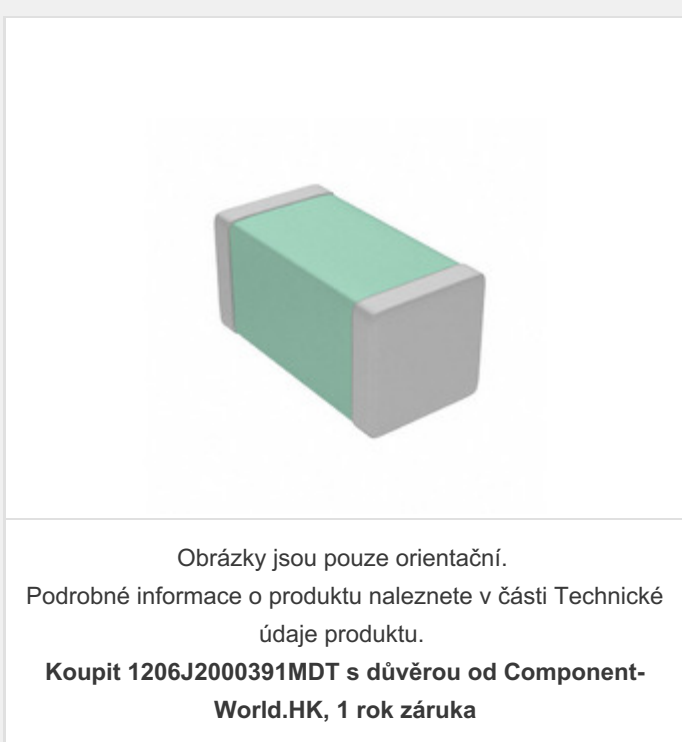 Obrázky jsou pouze orientační.
Podrobné informace o produktu naleznete v části Technické
údaje produktu.
Koupit 1206J2000391MDT s důvěrou od Component-
World.HK, 1 rok záruka